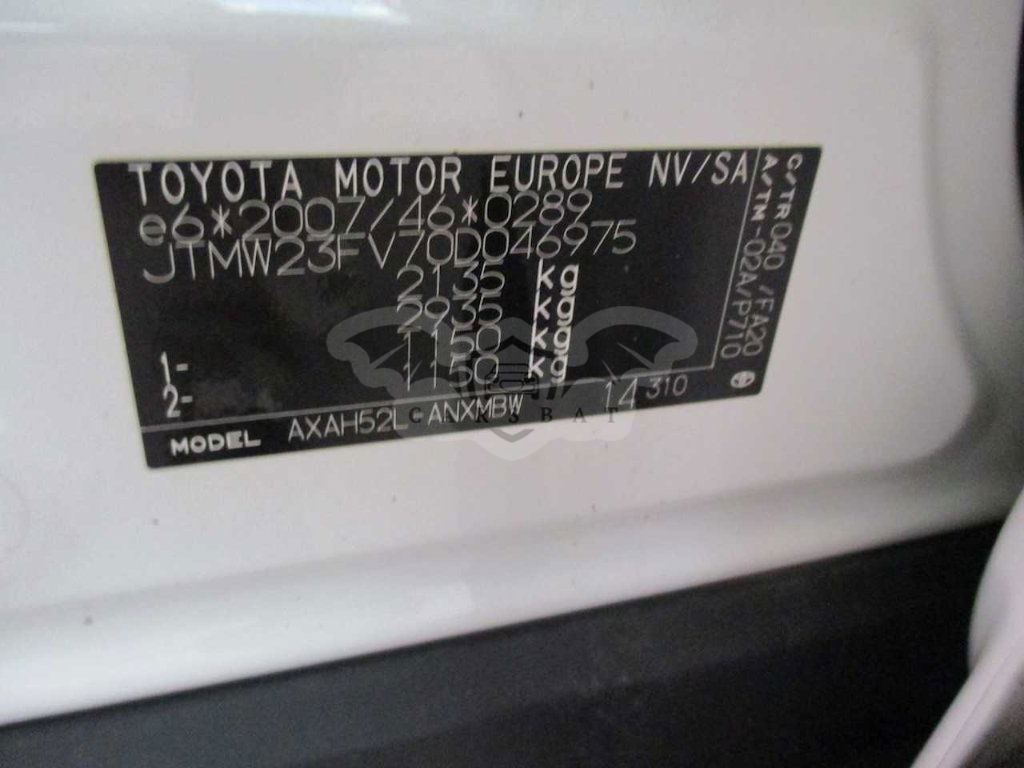 TOYOTA MOTOR EUROPE NV/SA
e6*2007/46*0289
JTMW23FV70D046975
2135 kg
2935 kg
1- 1150 kg
2- 1150 kg
MODEL AXAH52L-ANXMBW 14 310
C/TR 040 /FA20
A/TM -02A/P710
CARSBAT